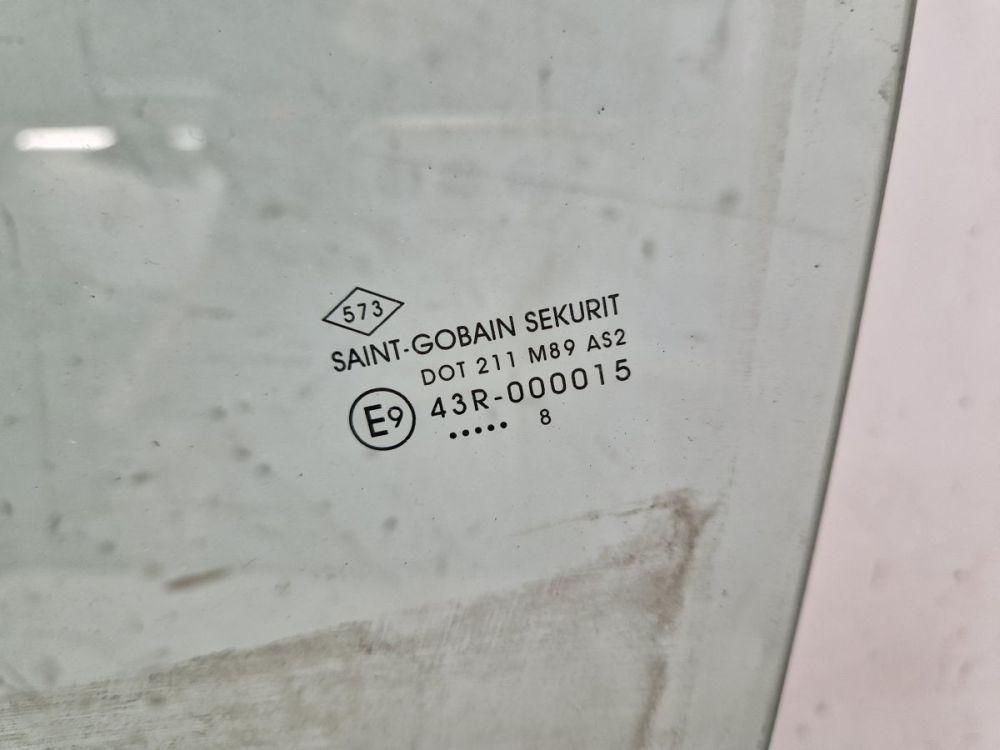 573
SAINT-GOBAIN SEKURIT
DOT 211 M89 AS2
E9 43R-000015
..... 8